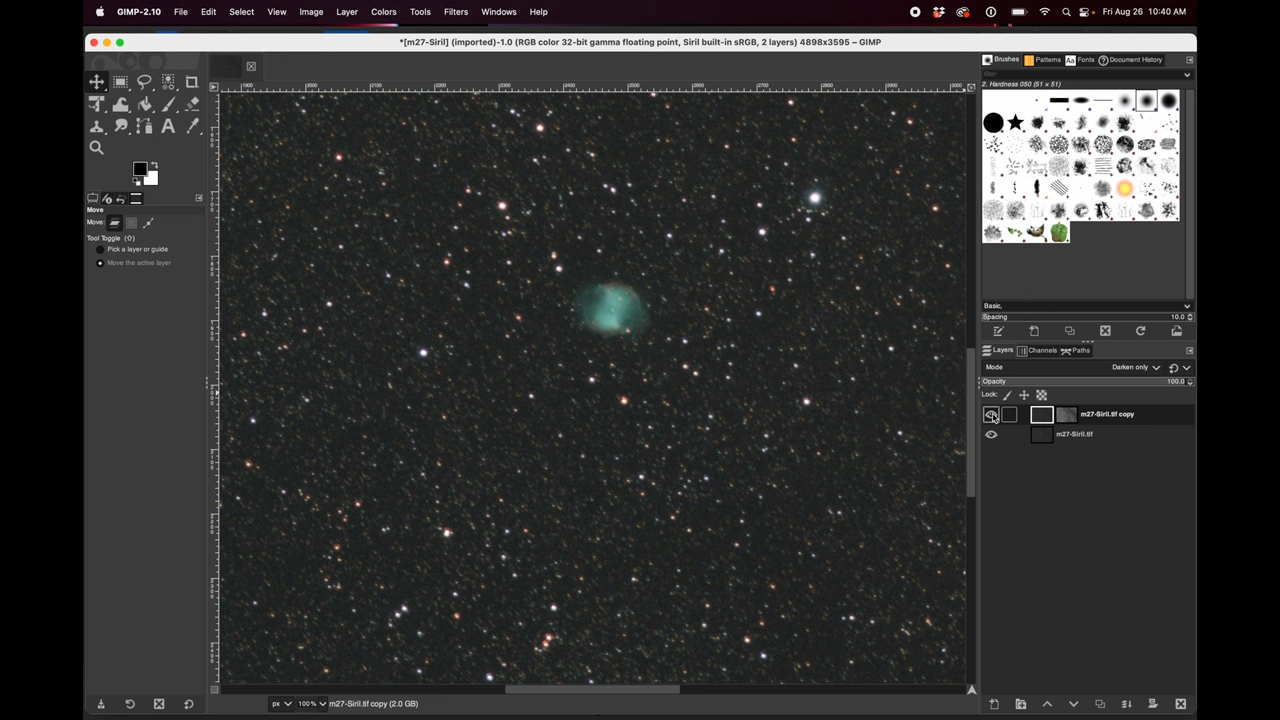 GIMP-2.10 File Edit Select View Image Layer Colors Tools Filters Windows Help Fri Aug 26 10:40 AM
*[m27-Siril] (imported)-1.0 (RGB color 32-bit gamma floating point, Siril built-in sRGB, 2 layers) 4898x3595 – GIMP
Brushes Patterns Aa Fonts Document History
filter
2. Hardness 050 (51 x 51)
Move
Move:
Tool Toggle (⇧)
Pick a layer or guide
Move the active layer
Basic,
Spacing 10.0
Layers Channels Paths
Mode Darken only
Opacity 100.0
Lock:
m27-Siril.tif copy
m27-Siril.tif
px 100% m27-Siril.tif copy (2.0 GB)